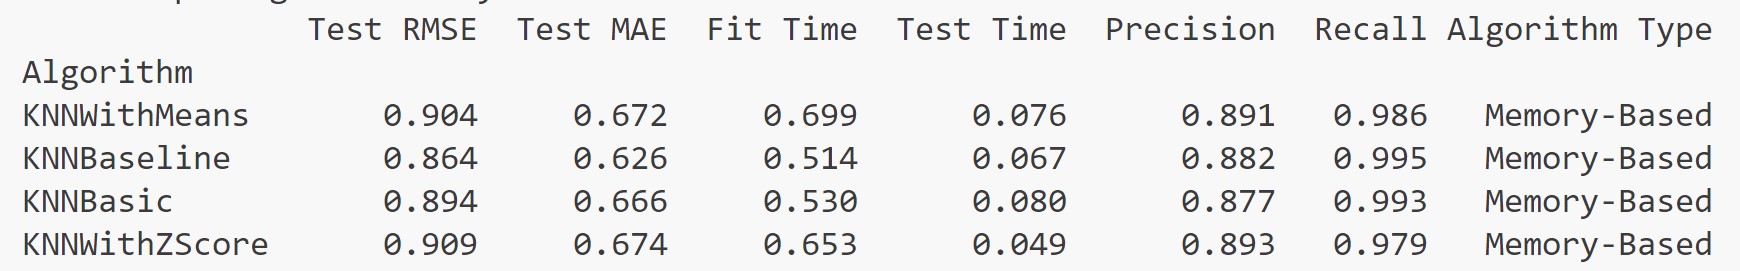 Test RMSE Test MAE Fit Time Test Time Precision Recall Algorithm Type
Algorithm
KNNWithMeans 0.904 0.672 0.699 0.076 0.891 0.986 Memory-Based
KNNBaseline 0.864 0.626 0.514 0.067 0.882 0.995 Memory-Based
KNNBasic 0.894 0.666 0.530 0.080 0.877 0.993 Memory-Based
KNNWithZScore 0.909 0.674 0.653 0.049 0.893 0.979 Memory-Based